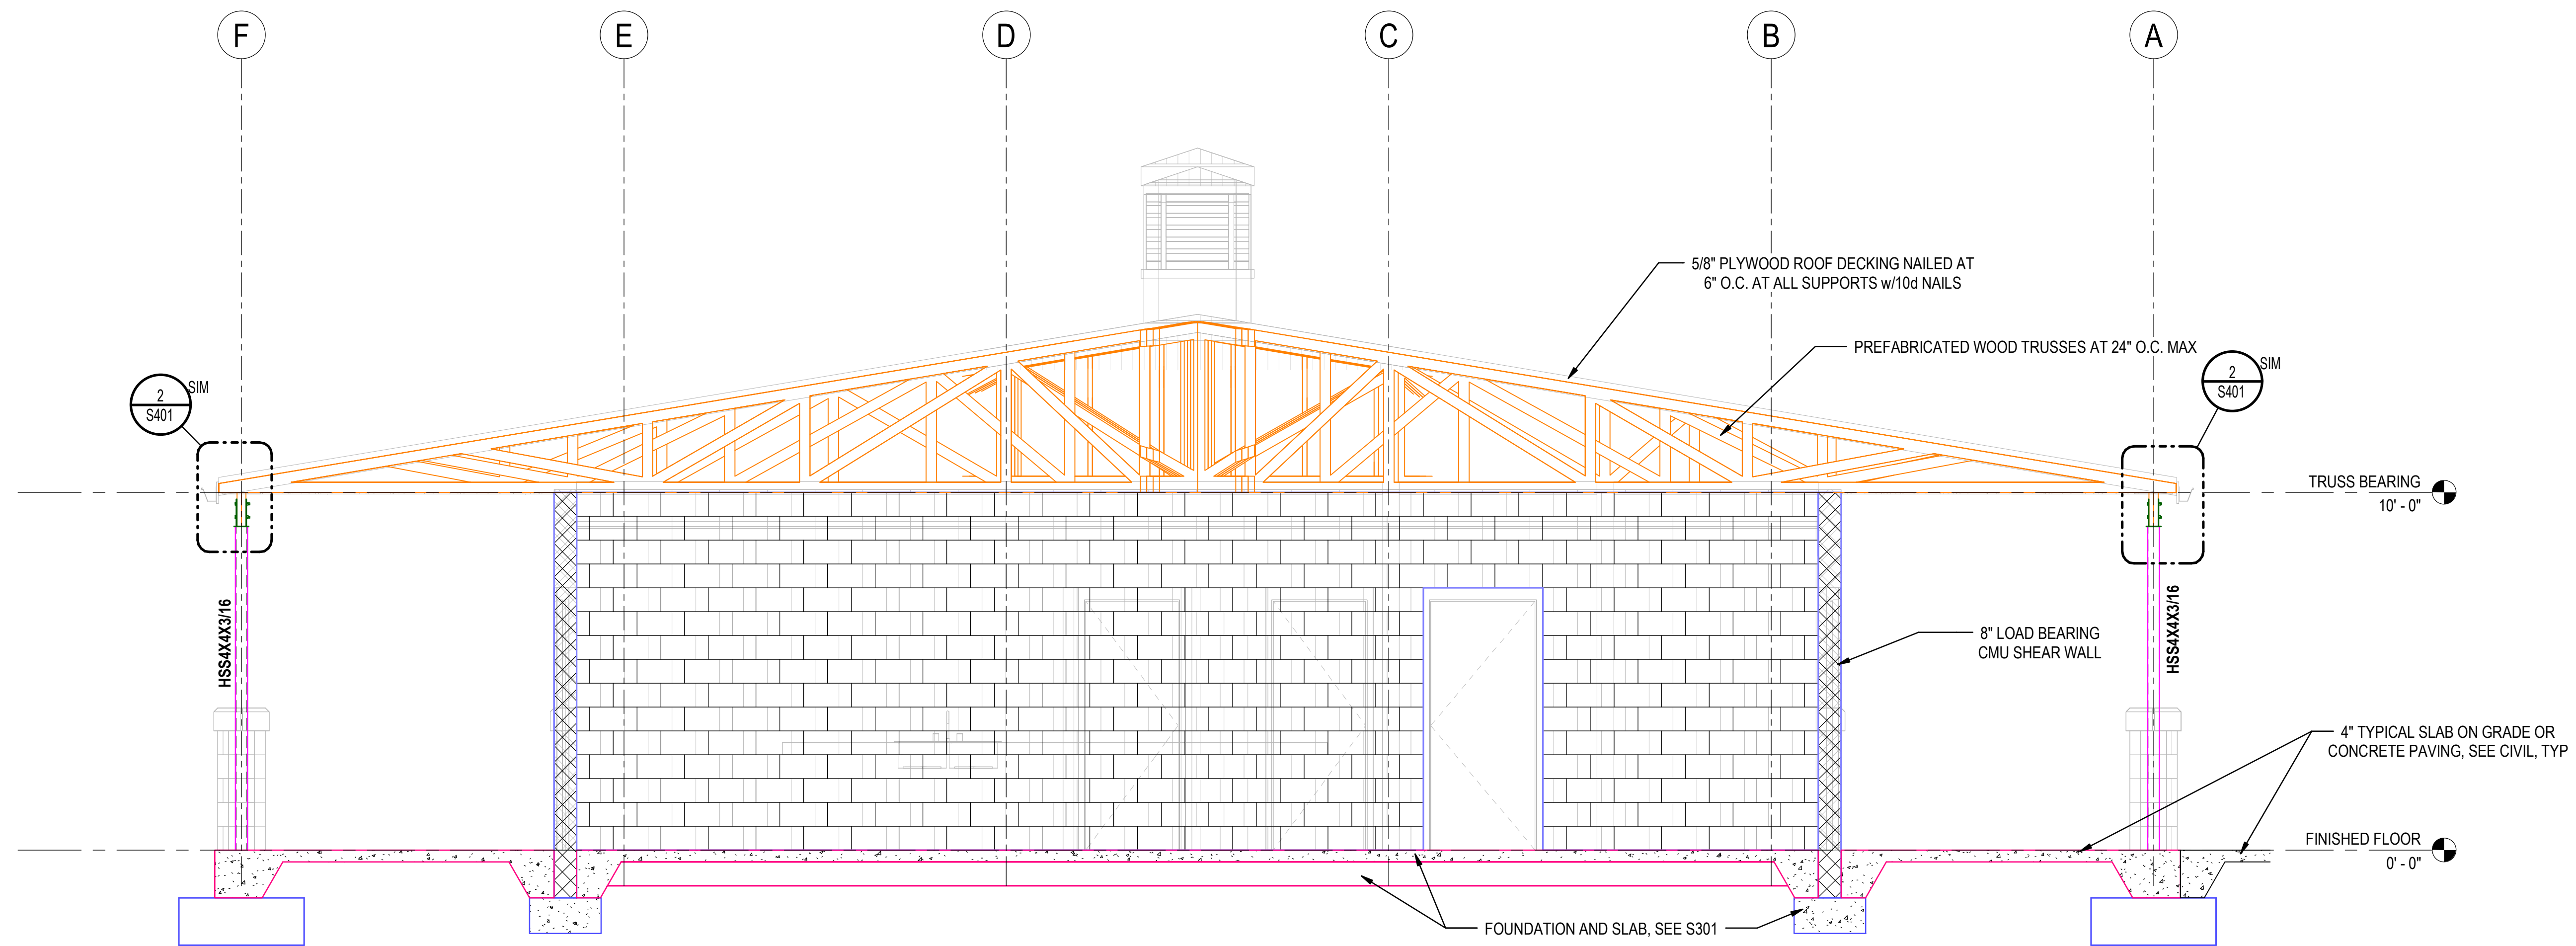 F
E
D
C
B
A
5/8" PLYWOOD ROOF DECKING NAILED AT
6" O.C. AT ALL SUPPORTS w/10d NAILS
PREFABRICATED WOOD TRUSSES AT 24" O.C. MAX
2
S401
SIM
2
S401
SIM
TRUSS BEARING
10' - 0"
HSS4X4X3/16
HSS4X4X3/16
8" LOAD BEARING
CMU SHEAR WALL
4" TYPICAL SLAB ON GRADE OR
CONCRETE PAVING, SEE CIVIL, TYP
FINISHED FLOOR
0' - 0"
FOUNDATION AND SLAB, SEE S301